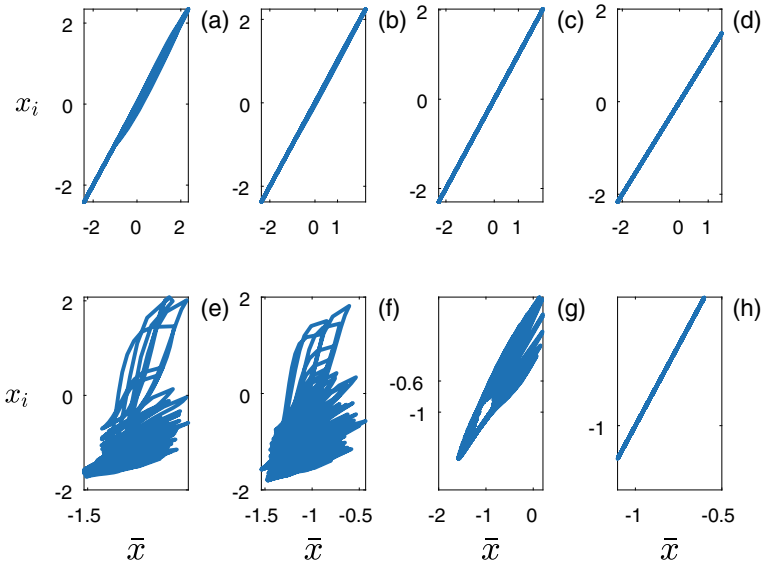 2 (a) 2 (b) 2 (c) 2 (d)
x_i 0 0 0 0
-2 -2 -2 -2
-2 0 2 -2 0 1 -2 0 1 -2 0 1
2 (e) 2 (f) (g) (h)
x_i 0 0 -0.6
-1 -1
-2 -2
-1.5 -1.5 -1 -0.5 -2 -1 0 -1 -0.5
x̄ x̄ x̄ x̄